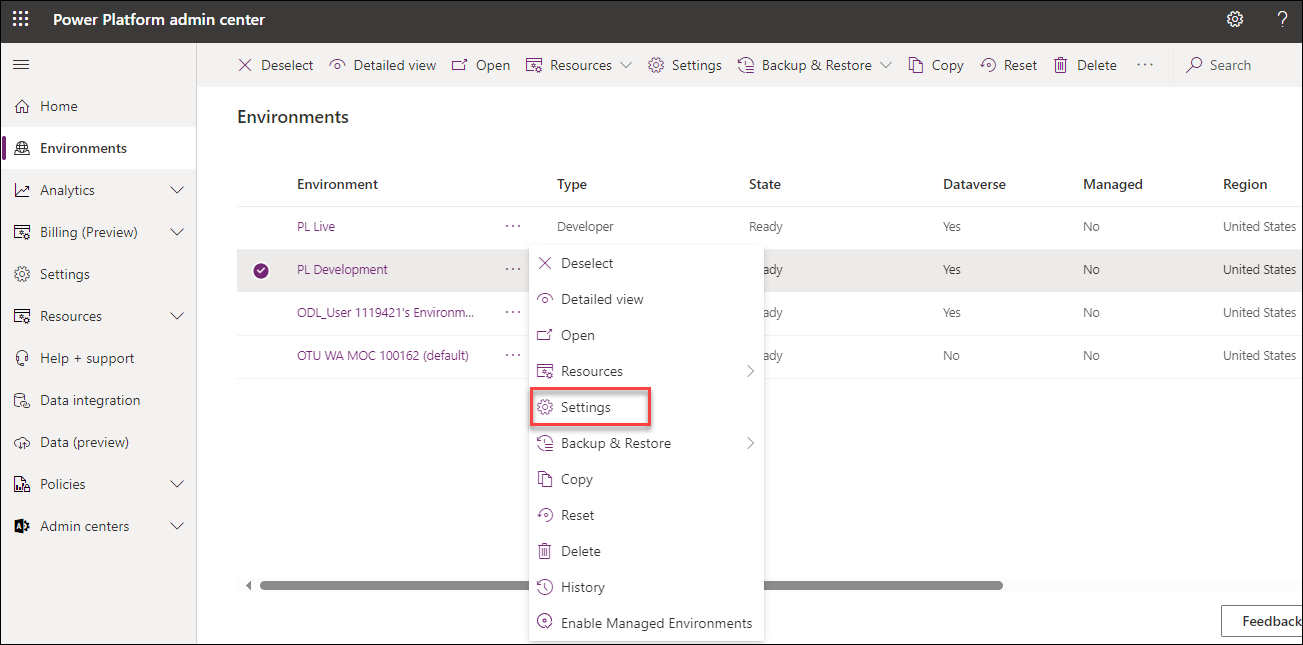 Power Platform admin center
?
Deselect Detailed view Open Resources Settings Backup & Restore Copy Reset Delete ... Search
Home
Environments
Analytics
Billing (Preview)
Settings
Resources
Help + support
Data integration
Data (preview)
Policies
Admin centers
Environments
Environment Type State Dataverse Managed Region
PL Live ... Developer Ready Yes No United States
PL Development ... ady Yes No United States
ODL_User 1119421's Environm... ... ady Yes No United States
OTU WA MOC 100162 (default) ... ady No No United States
Deselect
Detailed view
Open
Resources
Settings
Backup & Restore
Copy
Reset
Delete
History
Enable Managed Environments
Feedback